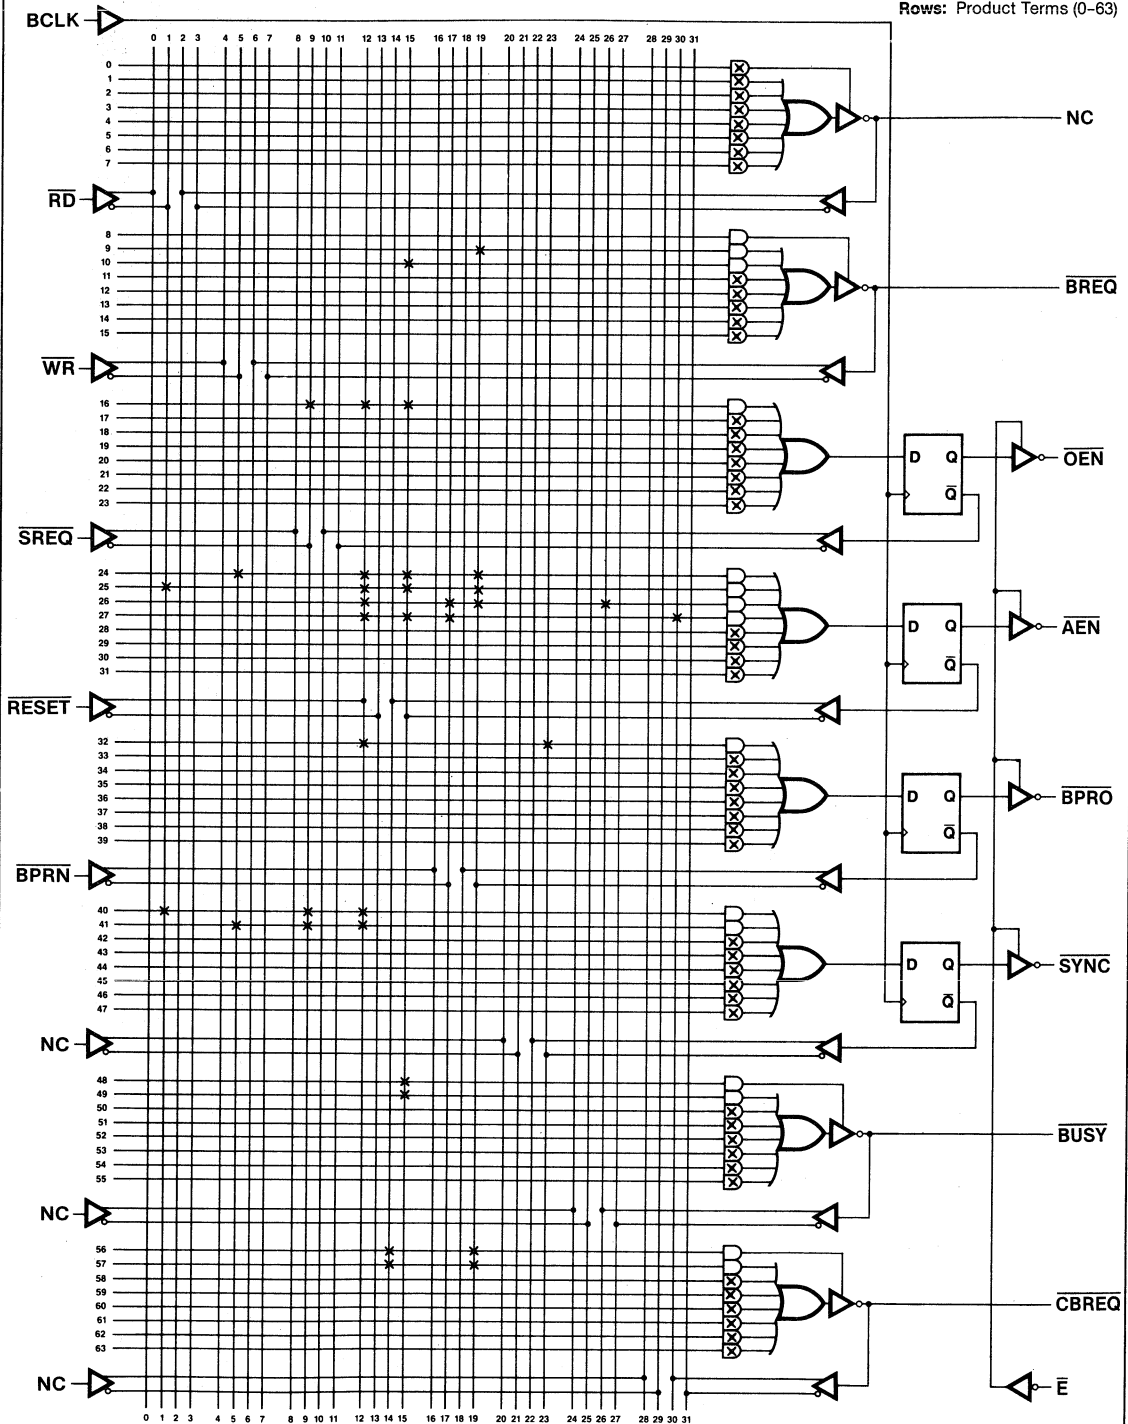 Rows: Product Terms (0–63)
BCLK
0 1 2 3 4 5 6 7 8 9 10 11 12 13 14 15 16 17 18 19 20 21 22 23 24 25 26 27 28 29 30 31
0
1
2
3
4
5
6
7
NC
RD
8
9
10
11
12
13
14
15
BREQ
WR
16
17
18
19
20
21
22
23
D Q
Q
OEN
SREQ
24
25
26
27
28
29
30
31
D Q
Q
AEN
RESET
32
33
34
35
36
37
38
39
D Q
Q
BPRO
BPRN
40
41
42
43
44
45
46
47
D Q
Q
SYNC
NC
48
49
50
51
52
53
54
55
BUSY
NC
56
57
58
59
60
61
62
63
CBREQ
NC
E
0 1 2 3 4 5 6 7 8 9 10 11 12 13 14 15 16 17 18 19 20 21 22 23 24 25 26 27 28 29 30 31